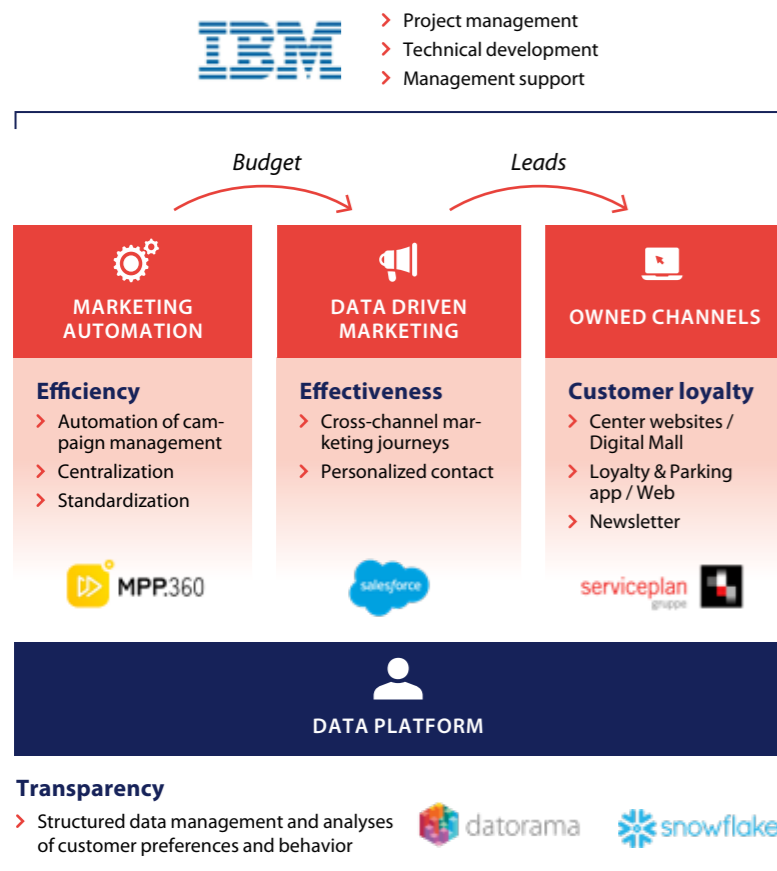 IBM
Project management
Technical development
Management support
Budget
Leads
MARKETING
AUTOMATION
DATA DRIVEN
MARKETING
OWNED CHANNELS
Efficiency
Automation of cam-
paign management
Centralization
Standardization
Effectiveness
Cross-channel mar-
keting journeys
Personalized contact
Customer loyalty
Center websites /
Digital Mall
Loyalty & Parking
app / Web
Newsletter
MPP.360
salesforce
serviceplan
gruppe
DATA PLATFORM
Transparency
Structured data management and analyses
of customer preferences and behavior
datorama
snowflake